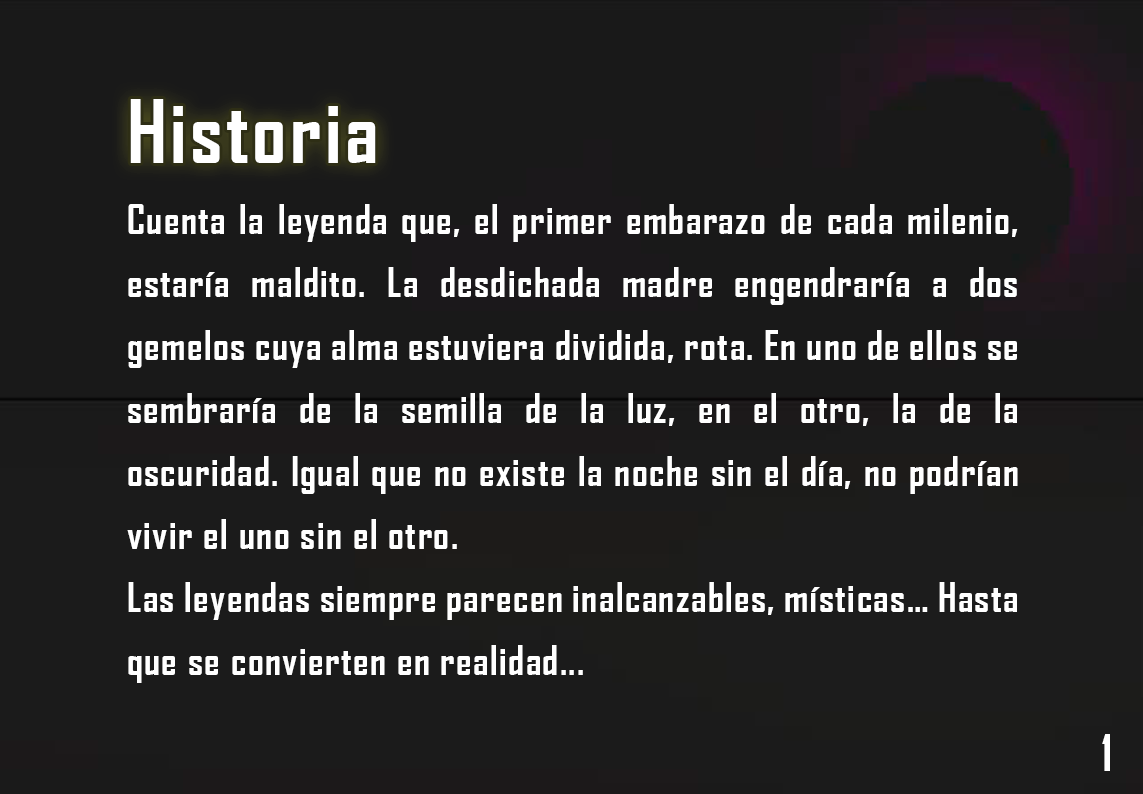 Historia
Cuenta la leyenda que, el primer embarazo de cada milenio,
estaría maldito. La desdichada madre engendraría a dos
gemelos cuya alma estuviera dividida, rota. En uno de ellos se
sembraría de la semilla de la luz, en el otro, la de la
oscuridad. Igual que no existe la noche sin el día, no podrían
vivir el uno sin el otro.
Las leyendas siempre parecen inalcanzables, místicas... Hasta
que se convierten en realidad...
1